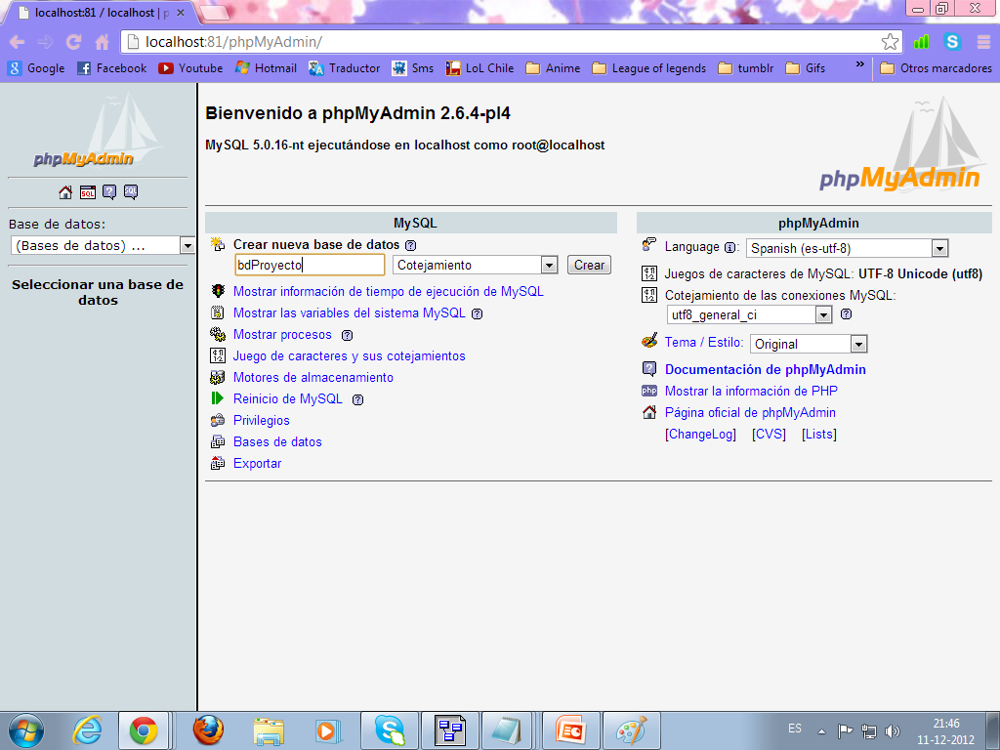 localhost:81 / localhost | p
localhost:81/phpMyAdmin/
Google Facebook Youtube Hotmail Traductor Sms LoL Chile Anime League of legends tumblr Gifs » Otros marcadores
phpMyAdmin
SQL
SQL
Base de datos:
(Bases de datos) ...
Seleccionar una base de
datos
Bienvenido a phpMyAdmin 2.6.4-pl4
MySQL 5.0.16-nt ejecutándose en localhost como root@localhost
phpMyAdmin
MySQL
Crear nueva base de datos
bdProyecto Cotejamiento Crear
Mostrar información de tiempo de ejecución de MySQL
Mostrar las variables del sistema MySQL
Mostrar procesos
Juego de caracteres y sus cotejamientos
Motores de almacenamiento
Reinicio de MySQL
Privilegios
Bases de datos
Exportar
phpMyAdmin
Language : Spanish (es-utf-8)
Juegos de caracteres de MySQL: UTF-8 Unicode (utf8)
Cotejamiento de las conexiones MySQL:
utf8_general_ci
Tema / Estilo: Original
Documentación de phpMyAdmin
php Mostrar la información de PHP
Página oficial de phpMyAdmin
[ChangeLog] [CVS] [Lists]
ES
21:46
11-12-2012